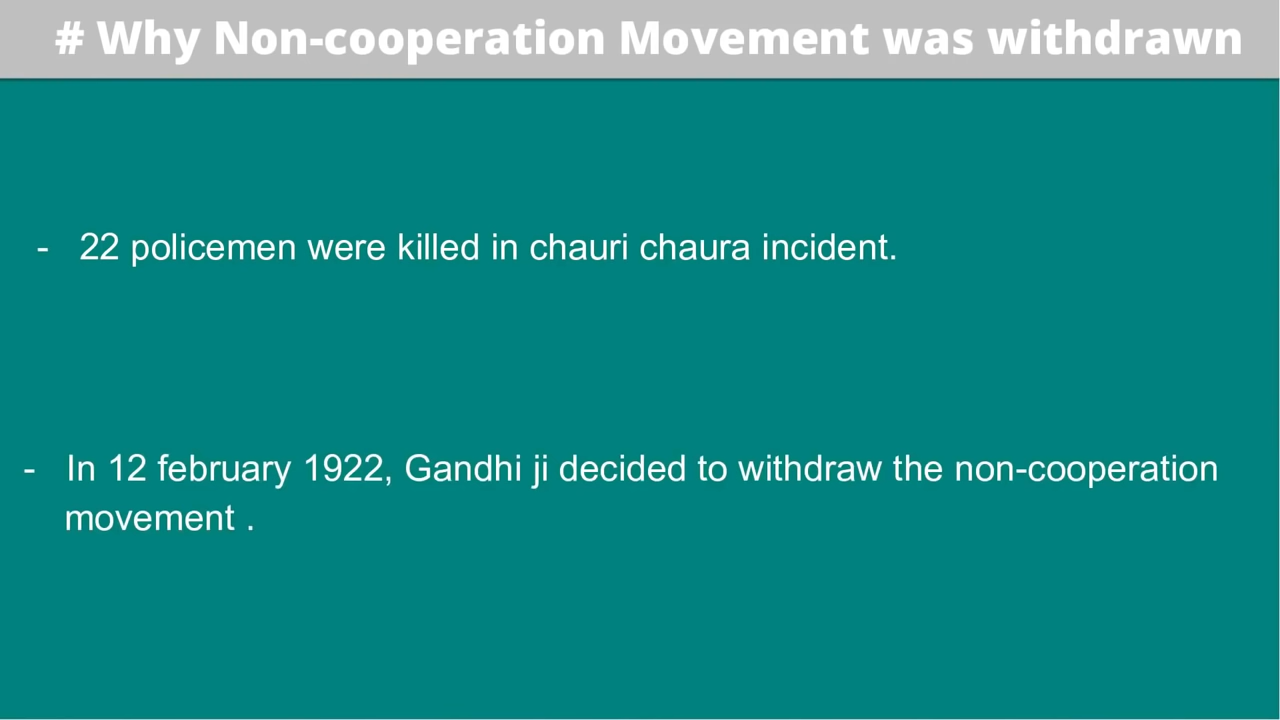 # Why Non-cooperation Movement was withdrawn
- 22 policemen were killed in chauri chaura incident.
- In 12 february 1922, Gandhi ji decided to withdraw the non-cooperation
movement .